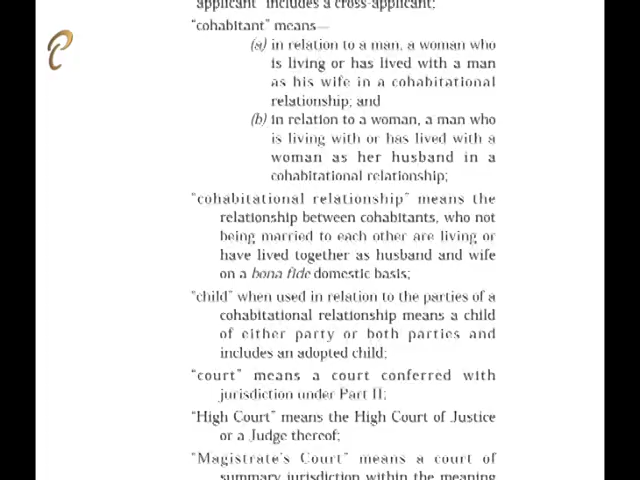 applicant" includes a cross-applicant;
"cohabitant" means—
(a) in relation to a man, a woman who
is living or has lived with a man
as his wife in a cohabitational
relationship; and
(b) in relation to a woman, a man who
is living with or has lived with a
woman as her husband in a
cohabitational relationship;
"cohabitational relationship" means the
relationship between cohabitants, who not
being married to each other are living or
have lived together as husband and wife
on a bona fide domestic basis;
"child" when used in relation to the parties of a
cohabitational relationship means a child
of either party or both parties and
includes an adopted child;
"court" means a court conferred with
jurisdiction under Part II;
"High Court" means the High Court of Justice
or a Judge thereof;
"Magistrate's Court" means a court of
summary jurisdiction within the meaning